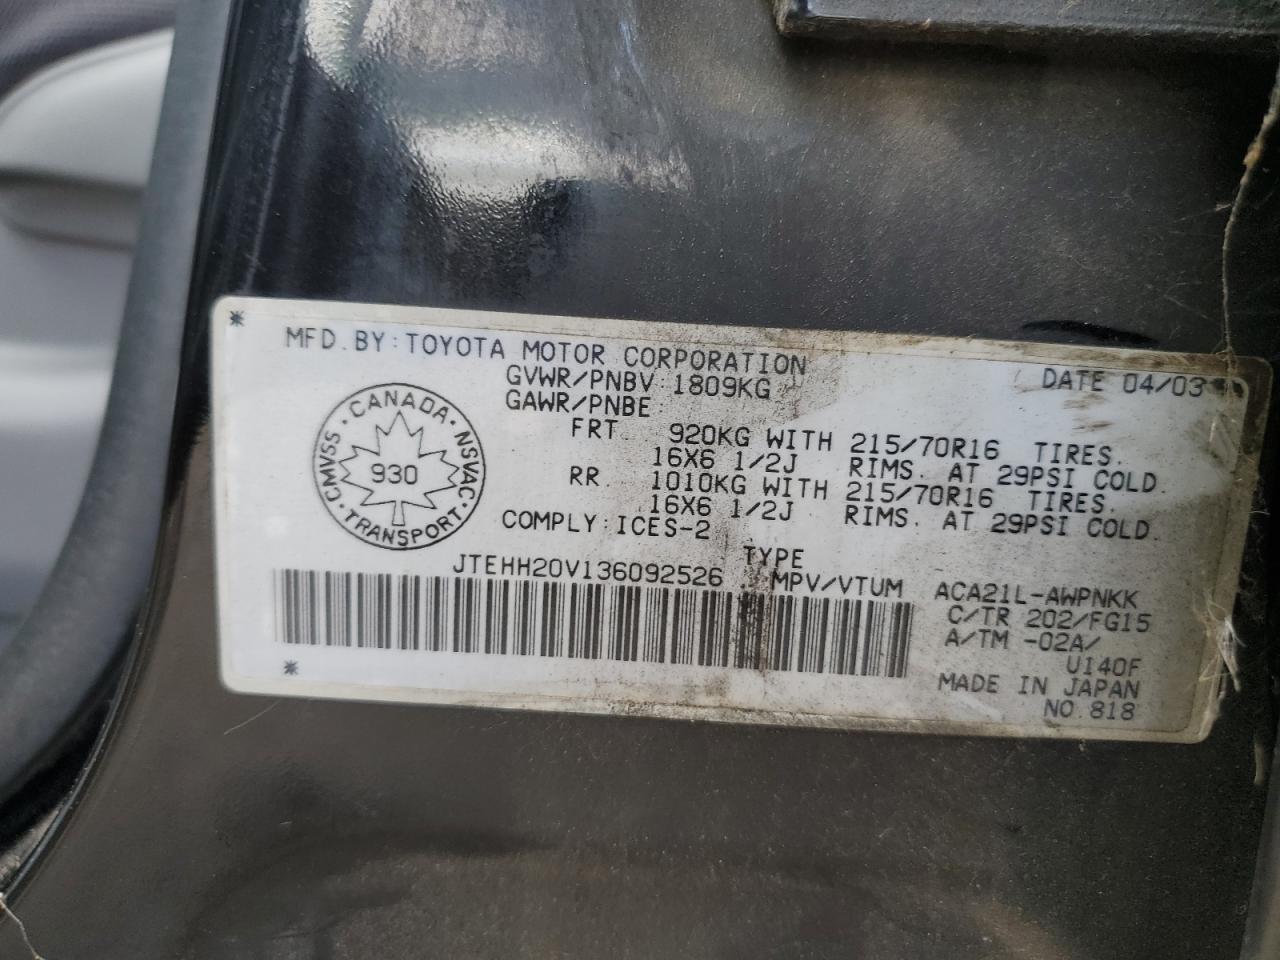 MFD. BY: TOYOTA MOTOR CORPORATION DATE 04/03
GVWR/PNBV: 1809KG
GAWR/PNBE:
FRT. 920KG WITH 215/70R16 TIRES.
16X6 1/2J RIMS. AT 29PSI COLD.
RR. 1010KG WITH 215/70R16 TIRES.
16X6 1/2J RIMS. AT 29PSI COLD.
COMPLY: ICES-2
CANADA · NSVAC · TRANSPORT · CMVSS ·
930
JTEHH20V136092526
TYPE
MPV/VTUM
ACA21L-AWPNKK
C/TR 202/FG15
A/TM -02A/
U140F
MADE IN JAPAN
NO.818